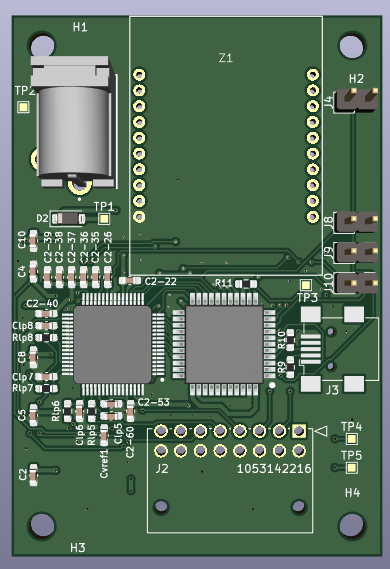 H1
Z1
TP2
H2
J4
TP1
D2
J8
J9
J10
C10
C4
C2-39
C2-38
C2-37
C2-36
C2-35
C2-26
C2-22
R11
TP3
C2-40
Clp8
Rlp8
C8
Clp7
Rlp7
R10
R9
J3
C5
Rlp6
Clp6
Rlp5
Clp5
C2-53
Cvref1
C2-60
C2
J2
1053142216
TP4
TP5
H3
H4